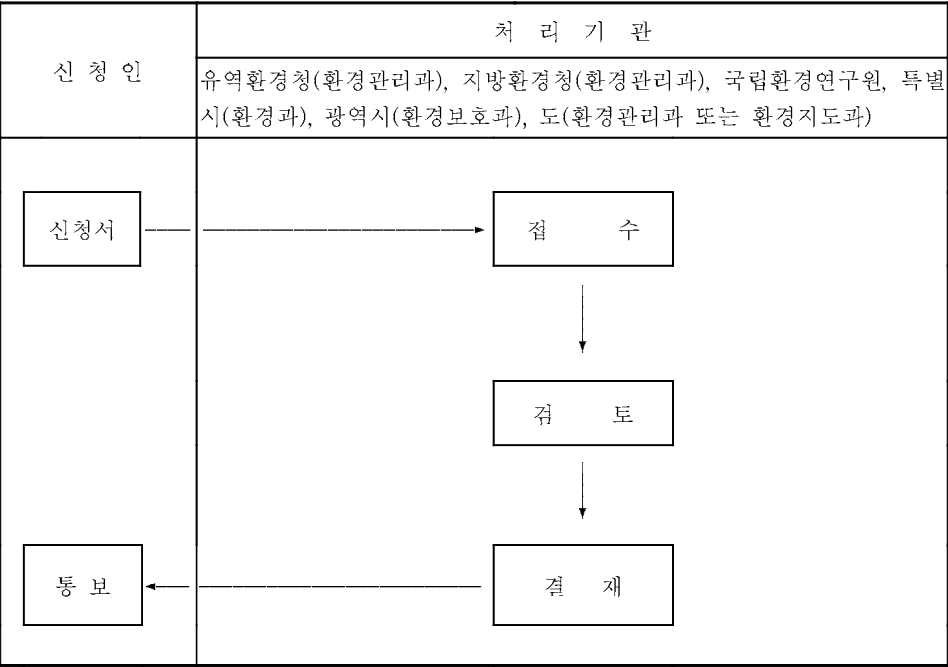 처 리 기 관
신 청 인
유역환경청(환경관리과), 지방환경청(환경관리과), 국립환경연구원, 특별
시(환경과), 광역시(환경보호과), 도(환경관리과 또는 환경지도과)
신청서
접 수
검 토
통 보
결 재